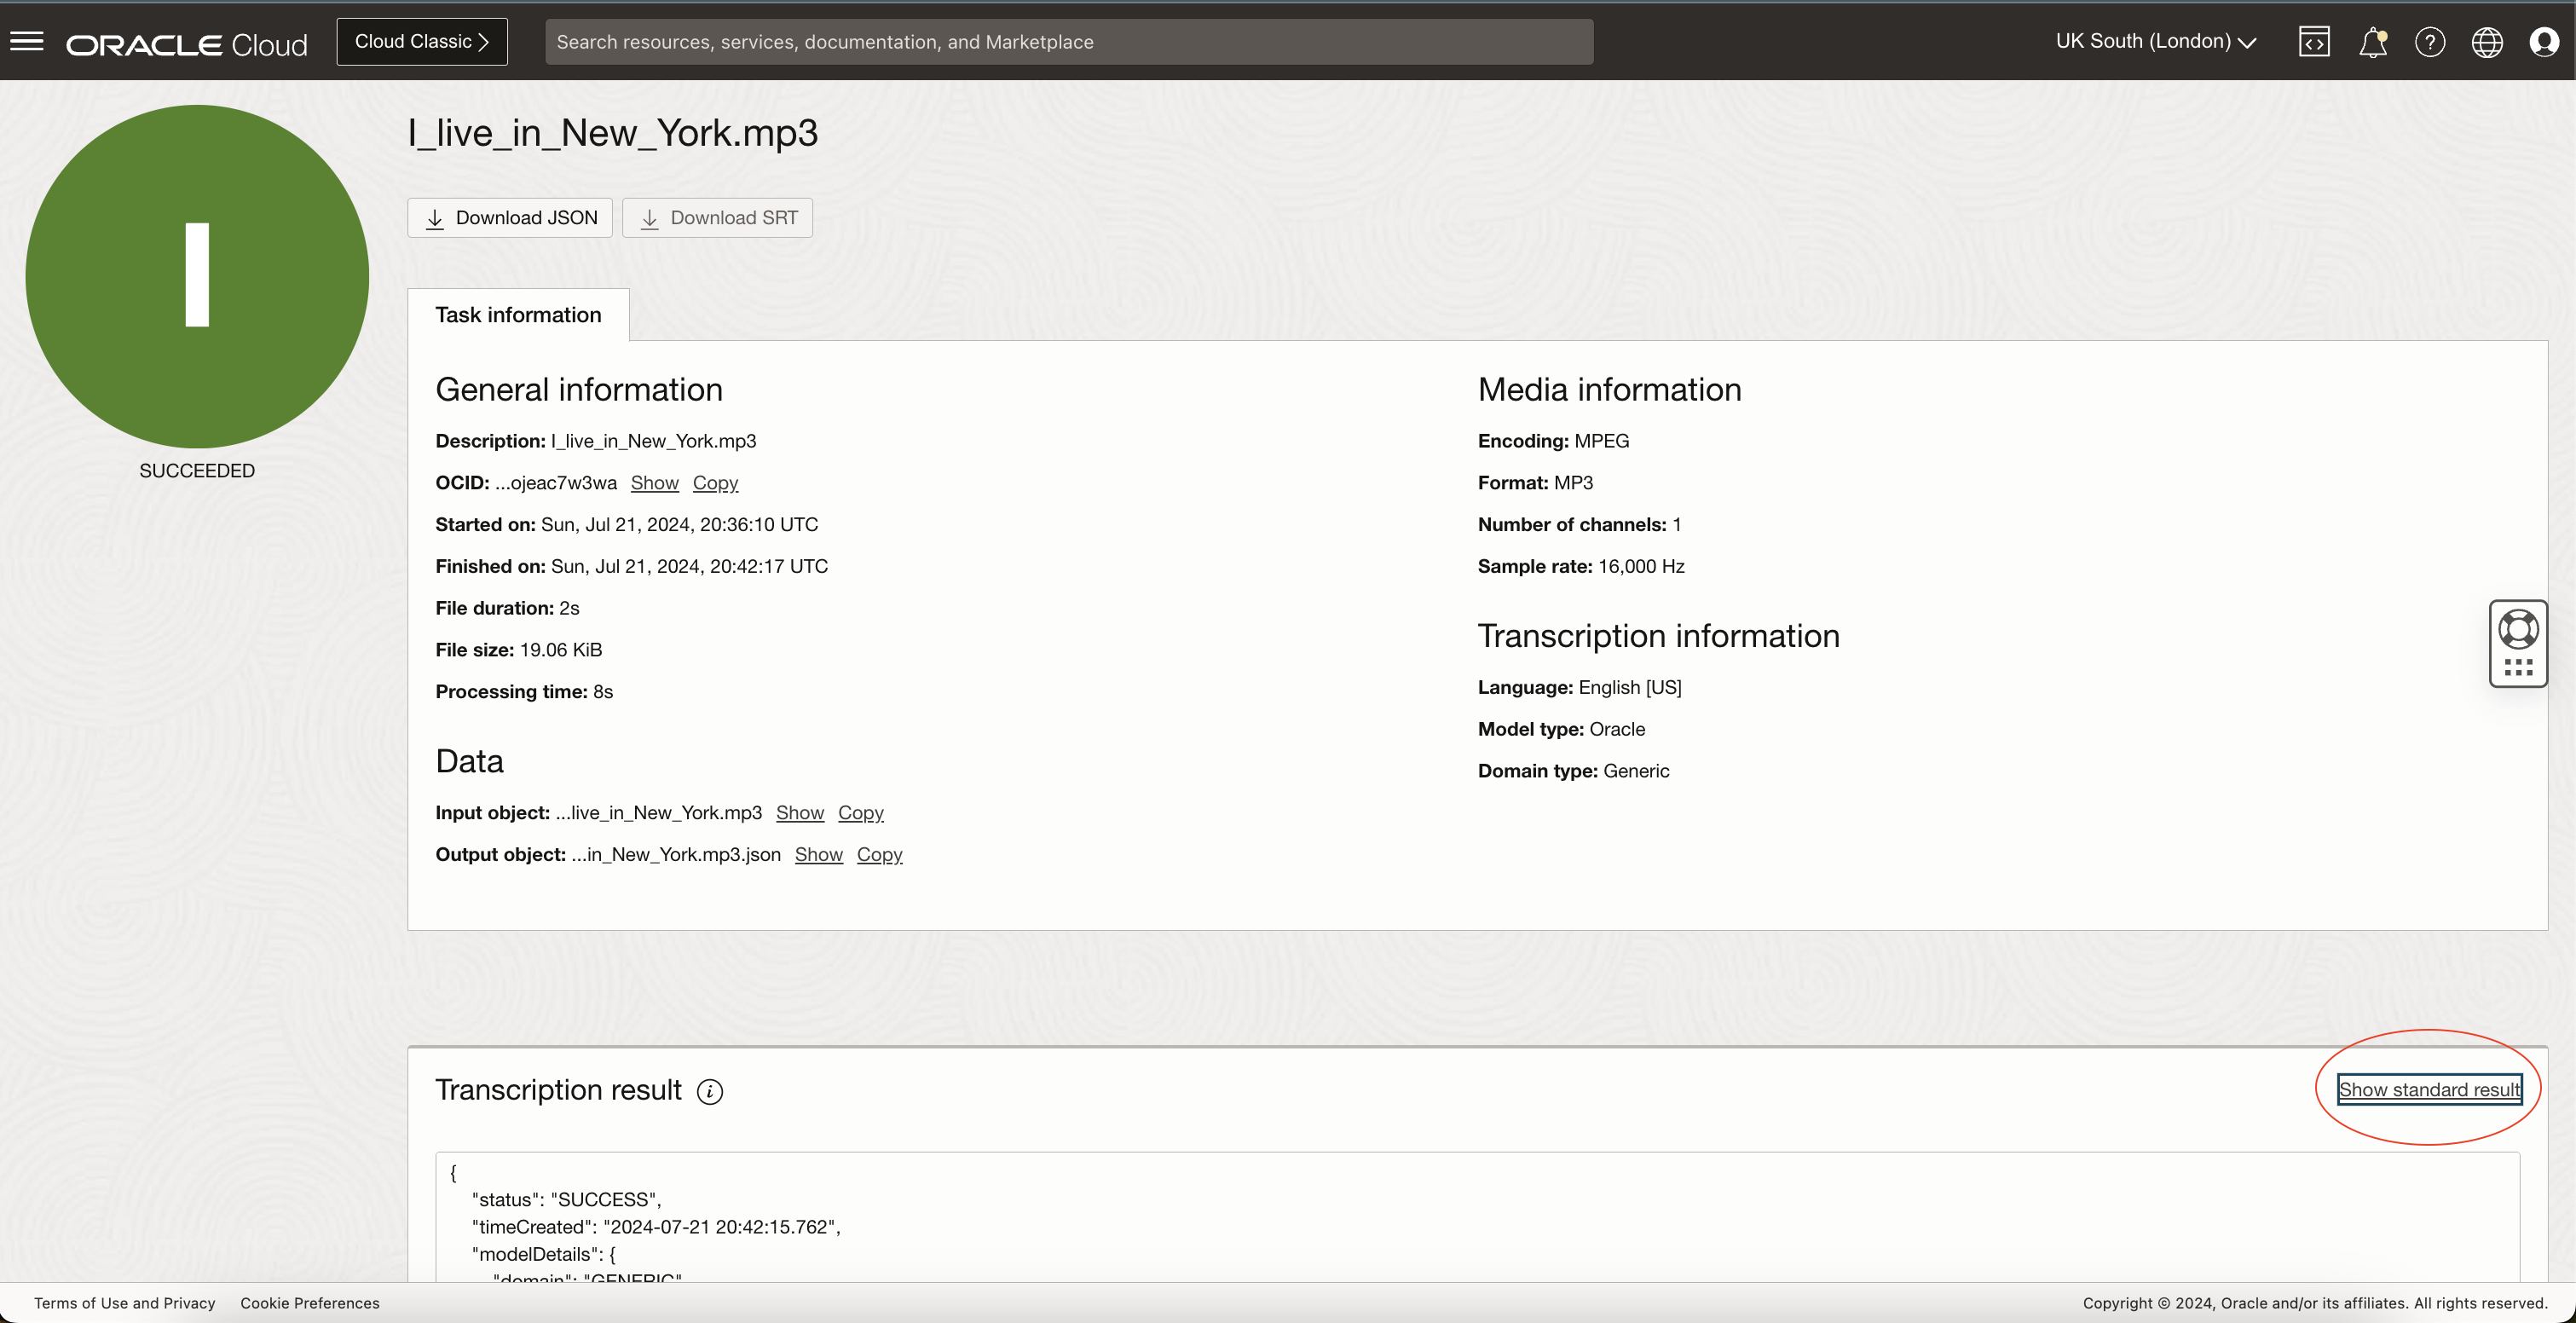 ORACLE Cloud
Cloud Classic
Search resources, services, documentation, and Marketplace
UK South (London)
I
SUCCEEDED
I_live_in_New_York.mp3
Download JSON Download SRT
Task information
General information
Description: I_live_in_New_York.mp3
OCID: ...ojeac7w3wa Show Copy
Started on: Sun, Jul 21, 2024, 20:36:10 UTC
Finished on: Sun, Jul 21, 2024, 20:42:17 UTC
File duration: 2s
File size: 19.06 KiB
Processing time: 8s
Data
Input object: ...live_in_New_York.mp3 Show Copy
Output object: ...in_New_York.mp3.json Show Copy
Media information
Encoding: MPEG
Format: MP3
Number of channels: 1
Sample rate: 16,000 Hz
Transcription information
Language: English [US]
Model type: Oracle
Domain type: Generic
Transcription result
Show standard result
{
"status": "SUCCESS",
"timeCreated": "2024-07-21 20:42:15.762",
"modelDetails": {
"domain": "GENERIC"
Terms of Use and Privacy Cookie Preferences
Copyright © 2024, Oracle and/or its affiliates. All rights reserved.